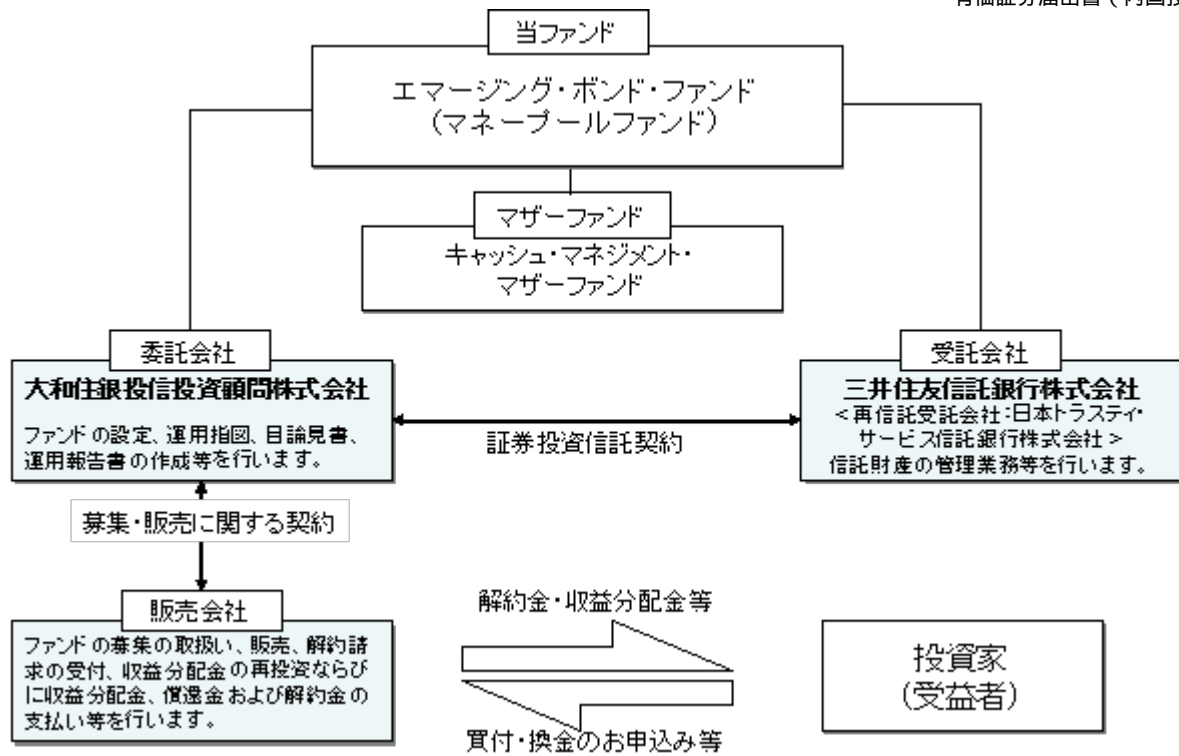 有価証券届出書（内国投
当ファンド
エマージング・ボンド・ファンド
（マネープールファンド）
マザーファンド
キャッシュ・マネジメント・
マザーファンド
委託会社
大和住銀投信投資顧問株式会社
ファンドの設定、運用指図、目論見書、
運用報告書の作成等を行います。
証券投資信託契約
受託会社
三井住友信託銀行株式会社
＜再信託受託会社：日本トラスティ・
サービス信託銀行株式会社＞
信託財産の管理業務等を行います。
募集・販売に関する契約
販売会社
ファンドの募集の取扱い、販売、解約請
求の受付、収益分配金の再投資ならび
に収益分配金、償還金および解約金の
支払い等を行います。
解約金・収益分配金等
買付・換金のお申込み等
投資家
（受益者）